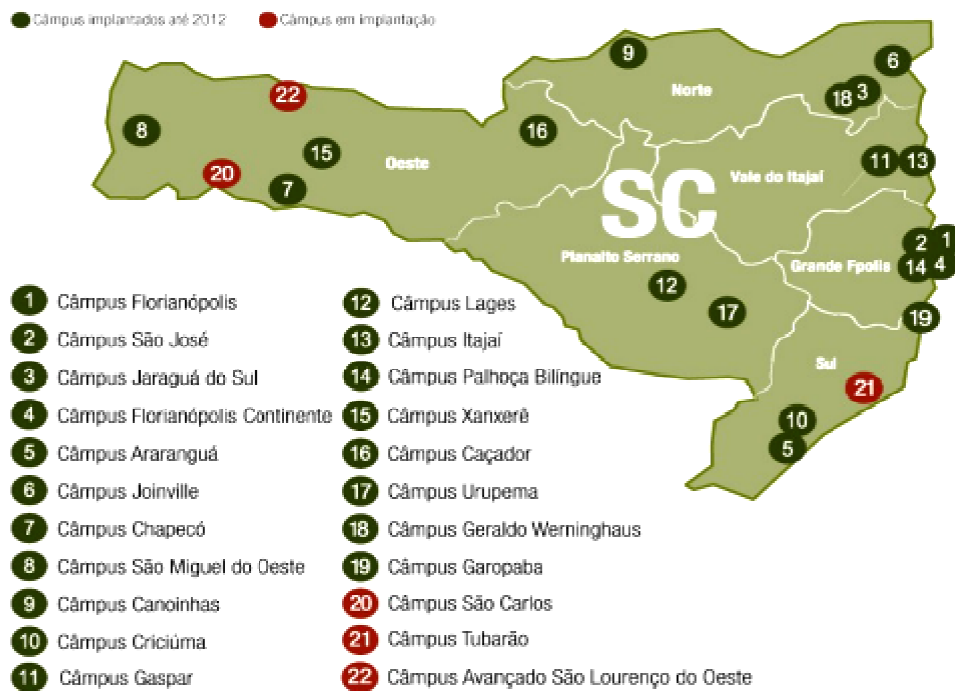 Câmpus implantados até 2012
Câmpus em implantação
9
6
Norte
22
3
18
8
16
15
Oeste
11
13
20
Vale do Itajaí
7
SC
1
2
Planalto Serrano
Grande Fpolis
14
4
12
17
19
Sul
21
10
5
1 Câmpus Florianópolis
2 Câmpus São José
3 Câmpus Jaraguá do Sul
4 Câmpus Florianópolis Continente
5 Câmpus Araranguá
6 Câmpus Joinville
7 Câmpus Chapecó
8 Câmpus São Miguel do Oeste
9 Câmpus Canoinhas
10 Câmpus Criciúma
11 Câmpus Gaspar
12 Câmpus Lages
13 Câmpus Itajaí
14 Câmpus Palhoça Bilíngue
15 Câmpus Xanxerê
16 Câmpus Caçador
17 Câmpus Urupema
18 Câmpus Geraldo Werninghaus
19 Câmpus Garopaba
20 Câmpus São Carlos
21 Câmpus Tubarão
22 Câmpus Avançado São Lourenço do Oeste